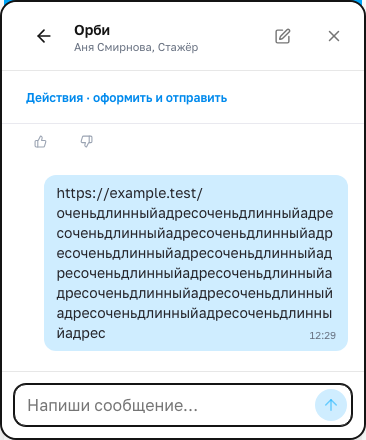 Орби
Аня Смирнова, Стажёр
Действия · оформить и отправить
https://example.test/
оченьдлинныйадресоченьдлинныйадре
соченьдлинныйадресоченьдлинныйадр
есоченьдлинныйадресоченьдлинныйад
ресоченьдлинныйадресоченьдлинныйа
дресоченьдлинныйадресоченьдлинный
адресоченьдлинныйадресоченьдлинны
йадрес
12:29
Напиши сообщение...